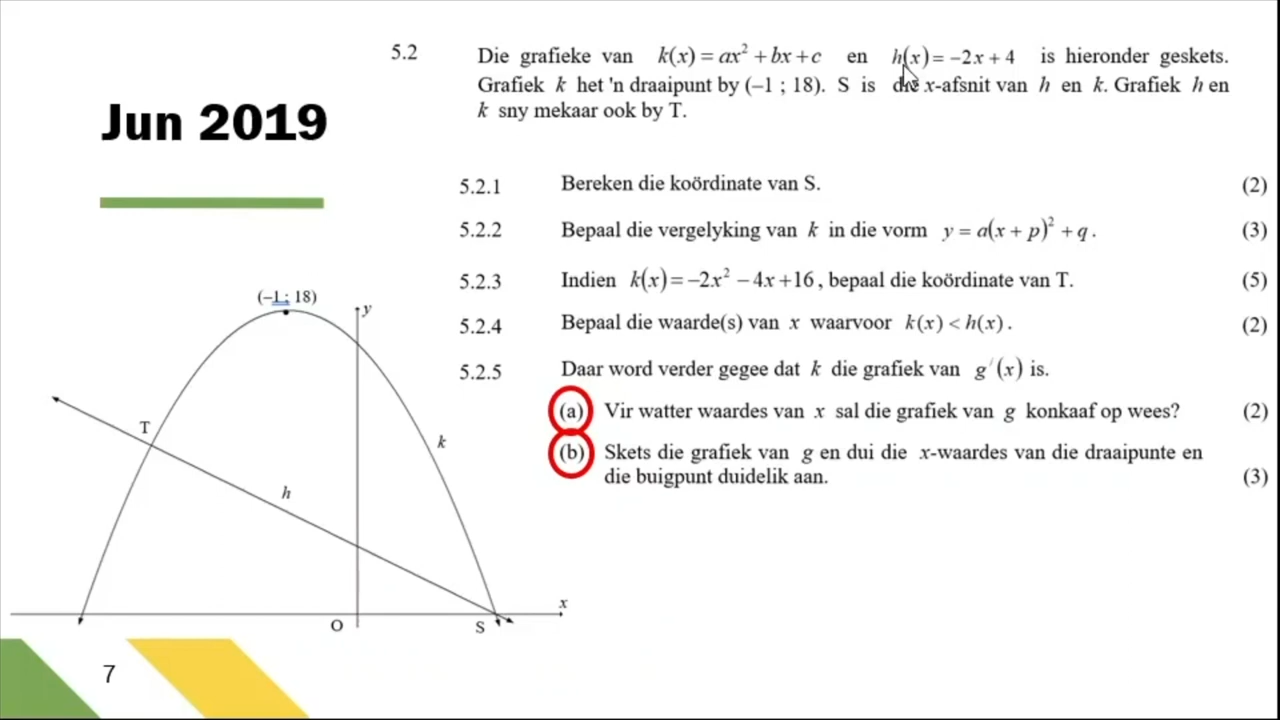 Jun 2019
5.2 Die grafieke van k(x) = ax² + bx + c en h(x) = −2x + 4 is hieronder geskets.
Grafiek k het 'n draaipunt by (−1 ; 18). S is die x-afsnit van h en k. Grafiek h en
k sny mekaar ook by T.
5.2.1 Bereken die koördinate van S. (2)
5.2.2 Bepaal die vergelyking van k in die vorm y = a(x + p)² + q. (3)
5.2.3 Indien k(x) = −2x² − 4x + 16, bepaal die koördinate van T. (5)
5.2.4 Bepaal die waarde(s) van x waarvoor k(x) < h(x). (2)
5.2.5 Daar word verder gegee dat k die grafiek van g′(x) is.
(a) Vir watter waardes van x sal die grafiek van g konkaaf op wees? (2)
(b) Skets die grafiek van g en dui die x-waardes van die draaipunte en
die buigpunt duidelik aan. (3)
(−1 ; 18)
y
T
k
h
x
O
S
7